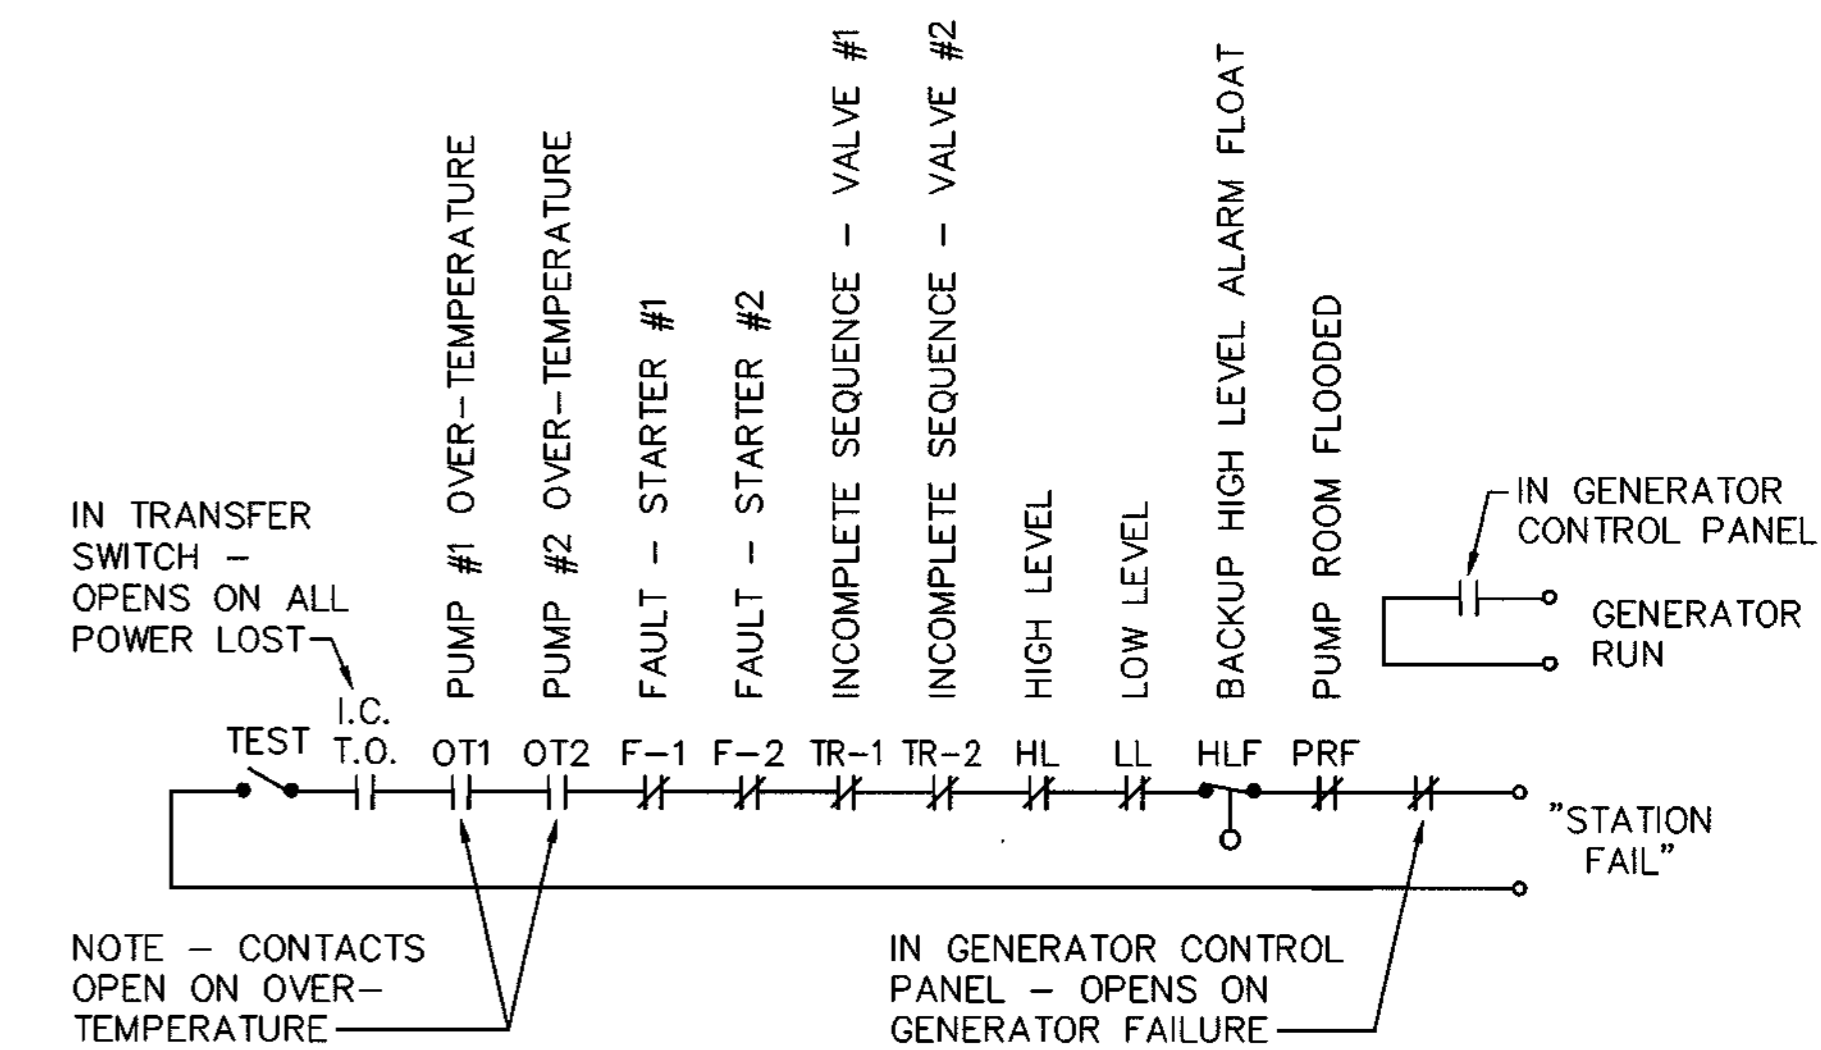 PUMP #1 OVER-TEMPERATURE
PUMP #2 OVER-TEMPERATURE
FAULT - STARTER #1
FAULT - STARTER #2
INCOMPLETE SEQUENCE - VALVE #1
INCOMPLETE SEQUENCE - VALVE #2
HIGH LEVEL
LOW LEVEL
BACKUP HIGH LEVEL ALARM FLOAT
PUMP ROOM FLOODED
IN TRANSFER
SWITCH -
OPENS ON ALL
POWER LOST
IN GENERATOR
CONTROL PANEL
GENERATOR
RUN
TEST
I.C.
T.O.
OT1
OT2
F-1
F-2
TR-1
TR-2
HL
LL
HLF
PRF
"STATION
FAIL"
NOTE - CONTACTS
OPEN ON OVER-
TEMPERATURE
IN GENERATOR CONTROL
PANEL - OPENS ON
GENERATOR FAILURE